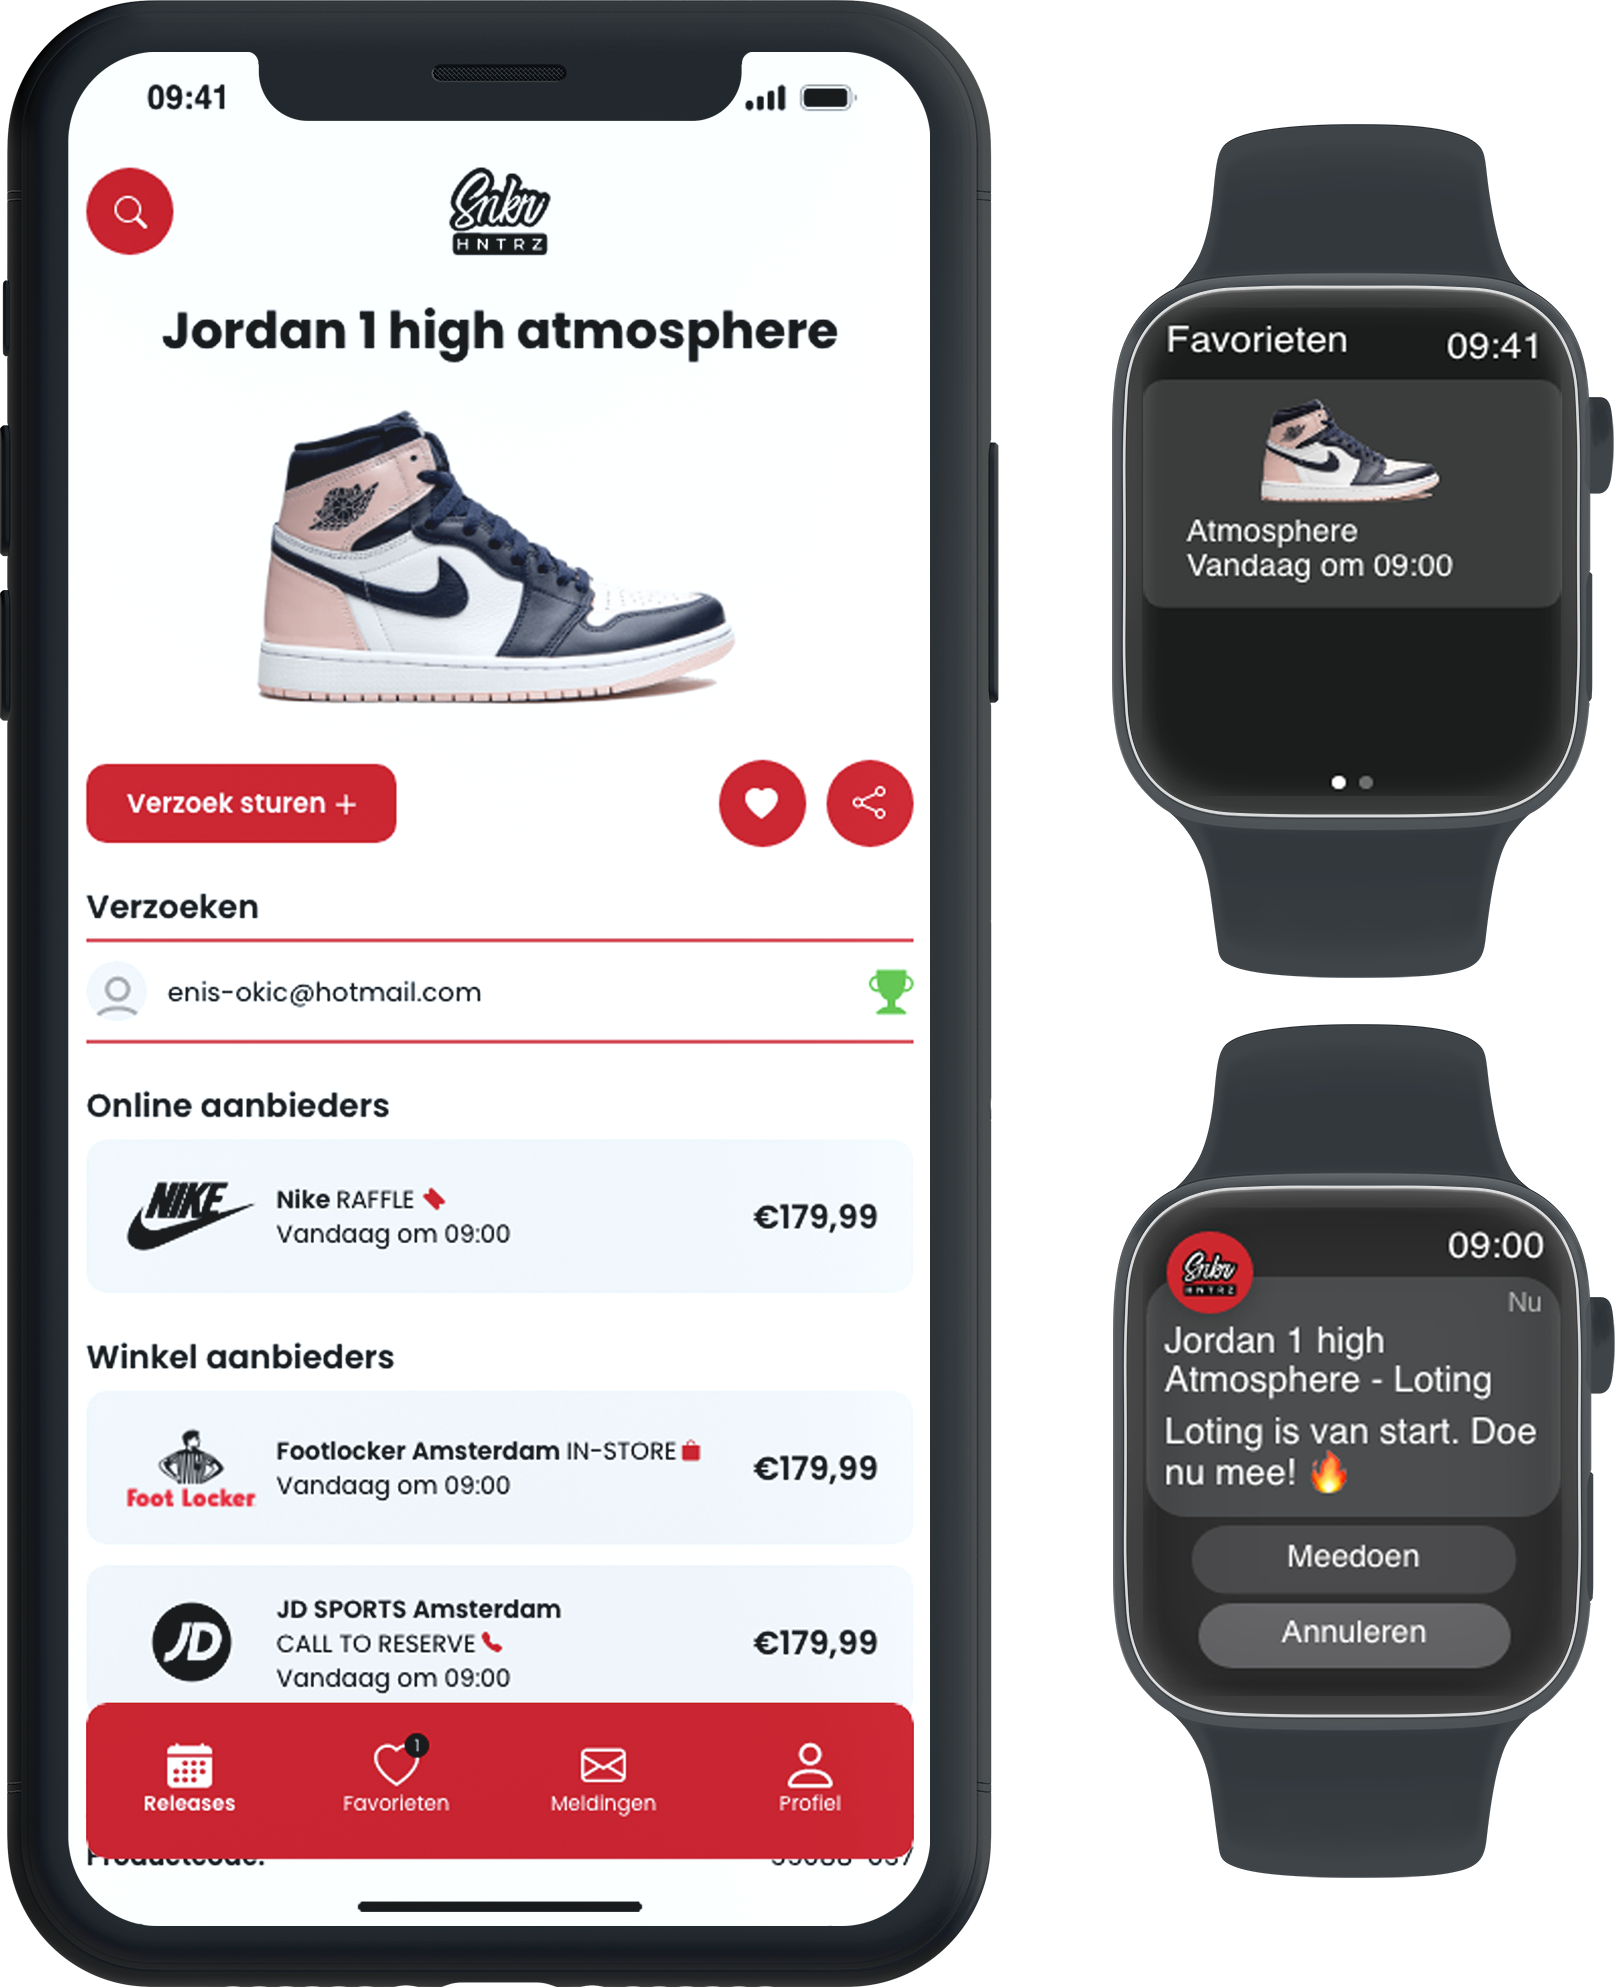 09:41
Snkr
HNTRZ
Jordan 1 high atmosphere
Verzoek sturen +
Verzoeken
enis-okic@hotmail.com
Online aanbieders
NIKE
Nike RAFFLE
Vandaag om 09:00
€179,99
Winkel aanbieders
Foot Locker
Footlocker Amsterdam IN-STORE
Vandaag om 09:00
€179,99
JD
JD SPORTS Amsterdam
CALL TO RESERVE
Vandaag om 09:00
€179,99
1
Releases
Favorieten
Meldingen
Profiel
Productcode:
Favorieten
09:41
Atmosphere
Vandaag om 09:00
09:00
Snkr
HNTRZ
Nu
Jordan 1 high
Atmosphere - Loting
Loting is van start. Doe
nu mee! 🔥
Meedoen
Annuleren